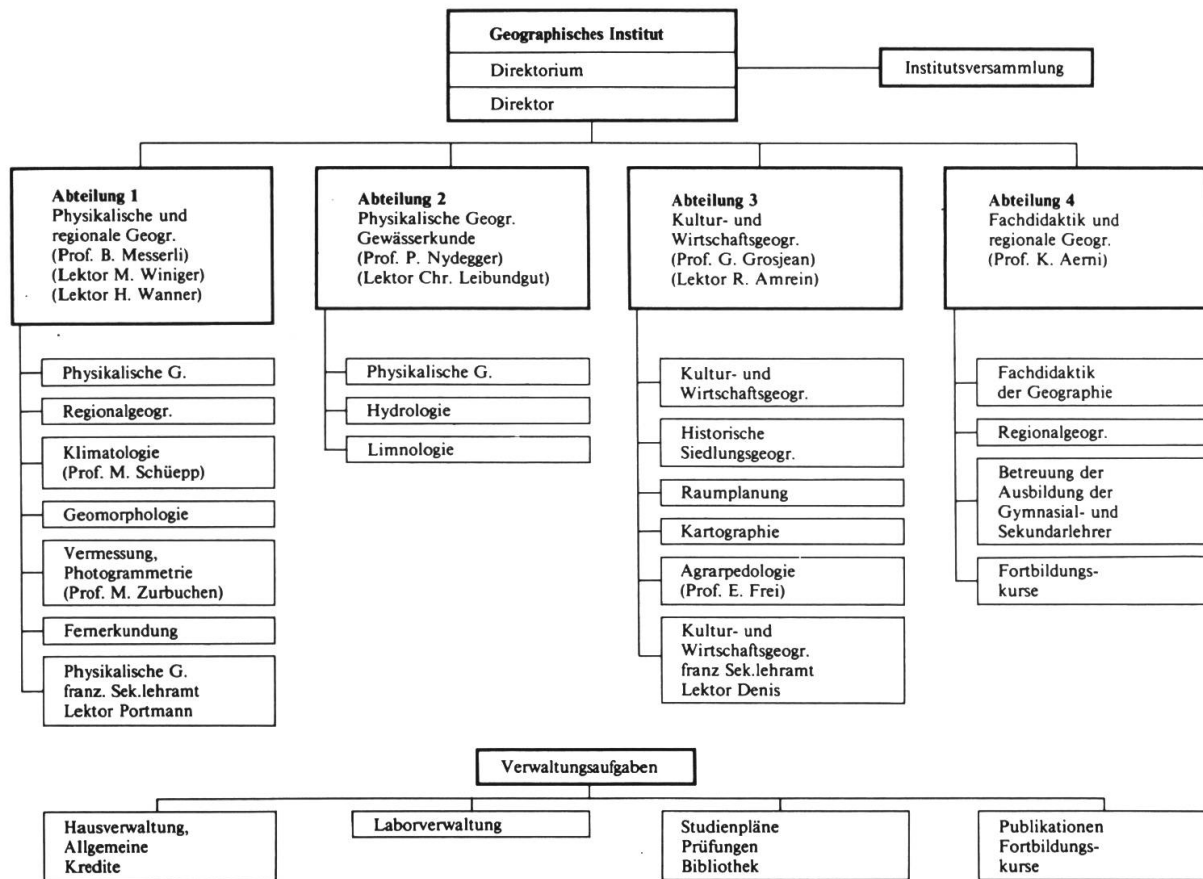 Geographisches Institut
Direktorium
Direktor
Institutsversammlung
Abteilung 1
Physikalische und
regionale Geogr.
(Prof. B. Messerli)
(Lektor M. Winiger)
(Lektor H. Wanner)
Physikalische G.
Regionalgeogr.
Klimatologie
(Prof. M. Schüepp)
Geomorphologie
Vermessung,
Photogrammetrie
(Prof. M. Zurbuchen)
Fernerkundung
Physikalische G.
franz. Sek.lehramt
Lektor Portmann
Abteilung 2
Physikalische Geogr.
Gewässerkunde
(Prof. P. Nydegger)
(Lektor Chr. Leibundgut)
Physikalische G.
Hydrologie
Limnologie
Abteilung 3
Kultur- und
Wirtschaftsgeogr.
(Prof. G. Grosjean)
(Lektor R. Amrein)
Kultur- und
Wirtschaftsgeogr.
Historische
Siedlungsgeogr.
Raumplanung
Kartographie
Agrarpedologie
(Prof. E. Frei)
Kultur- und
Wirtschaftsgeogr.
franz Sek.lehramt
Lektor Denis
Abteilung 4
Fachdidaktik und
regionale Geogr.
(Prof. K. Aerni)
Fachdidaktik
der Geographie
Regionalgeogr.
Betreuung der
Ausbildung der
Gymnasial- und
Sekundarlehrer
Fortbildungs-
kurse
Verwaltungsaufgaben
Hausverwaltung,
Allgemeine
Kredite
Laborverwaltung
Studienpläne
Prüfungen
Bibliothek
Publikationen
Fortbildungs-
kurse